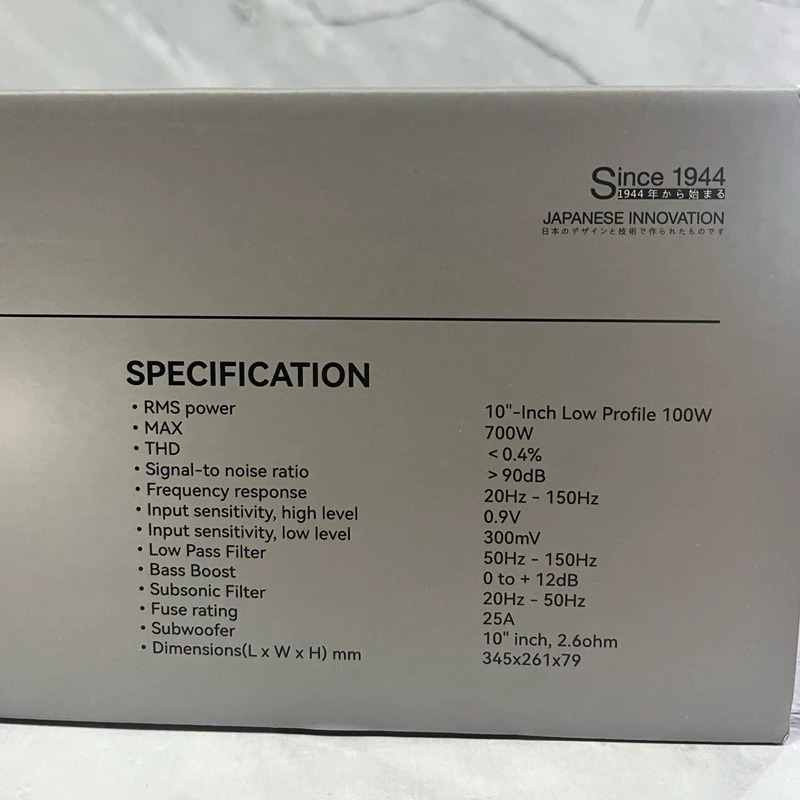 Since 1944
1944年から始まる
JAPANESE INNOVATION
日本のデザインと技術で作られたものです
SPECIFICATION
• RMS power 10"-Inch Low Profile 100W
• MAX 700W
• THD <0.4%
• Signal-to noise ratio >90dB
• Frequency response 20Hz - 150Hz
• Input sensitivity, high level 0.9V
• Input sensitivity, low level 300mV
• Low Pass Filter 50Hz - 150Hz
• Bass Boost 0 to + 12dB
• Subsonic Filter 20Hz - 50Hz
• Fuse rating 25A
• Subwoofer 10" inch, 2.6ohm
• Dimensions(L x W x H) mm 345x261x79